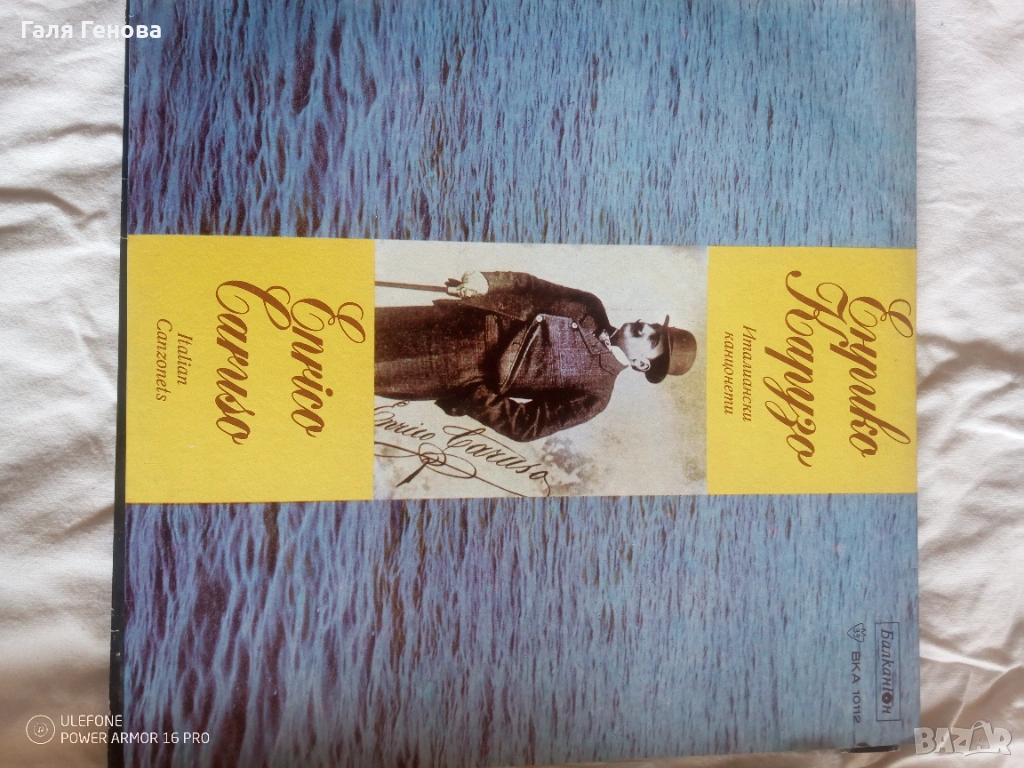 Галя Генова
Енрико
Карузо
Италиански
канцонети
Enrico Caruso
Enrico
Caruso
Italian
Canzonets
Балкантон
ВКА 10112
ULEFONE
POWER ARMOR 16 PRO
BAZAR